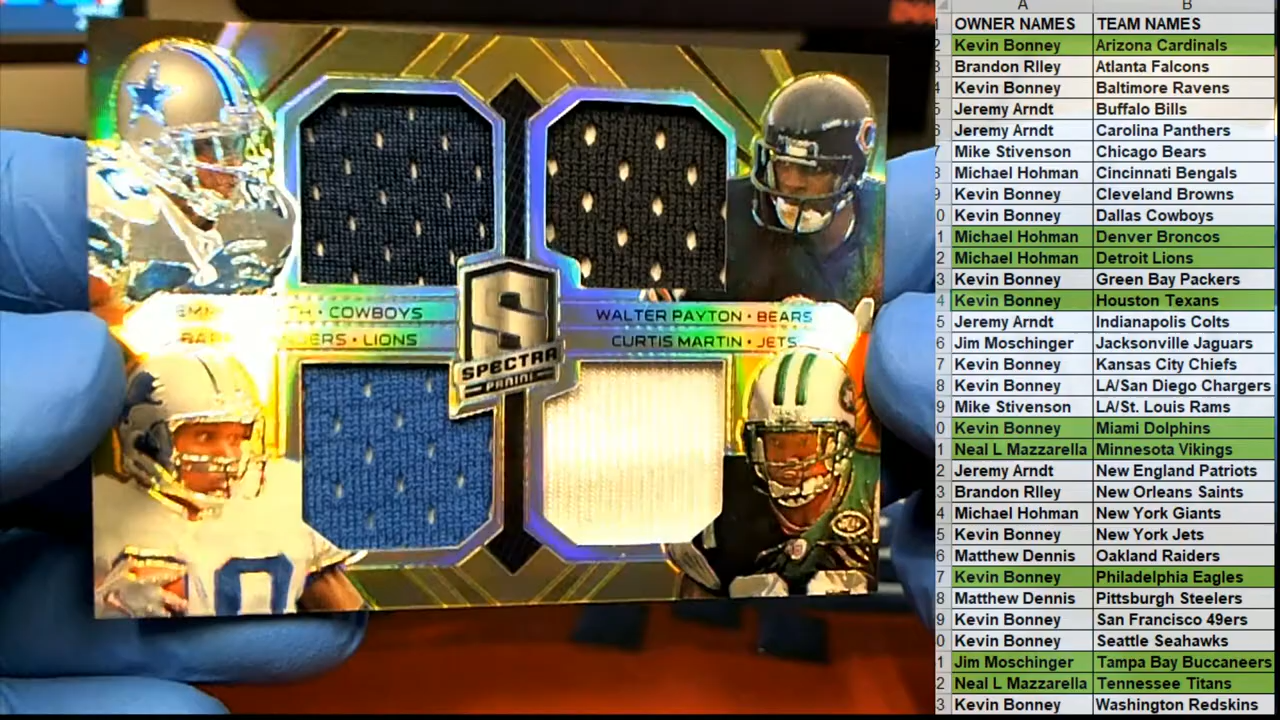 EMM TH • COWBOYS
BAR DERS • LIONS
WALTER PAYTON • BEARS
CURTIS MARTIN • JETS
S
SPECTRA
PANINI
A B
OWNER NAMES TEAM NAMES
Kevin Bonney Arizona Cardinals
Brandon RIley Atlanta Falcons
Kevin Bonney Baltimore Ravens
Jeremy Arndt Buffalo Bills
Jeremy Arndt Carolina Panthers
Mike Stivenson Chicago Bears
Michael Hohman Cincinnati Bengals
Kevin Bonney Cleveland Browns
Kevin Bonney Dallas Cowboys
Michael Hohman Denver Broncos
Michael Hohman Detroit Lions
Kevin Bonney Green Bay Packers
Kevin Bonney Houston Texans
Jeremy Arndt Indianapolis Colts
Jim Moschinger Jacksonville Jaguars
Kevin Bonney Kansas City Chiefs
Kevin Bonney LA/San Diego Chargers
Mike Stivenson LA/St. Louis Rams
Kevin Bonney Miami Dolphins
Neal L Mazzarella Minnesota Vikings
Jeremy Arndt New England Patriots
Brandon RIley New Orleans Saints
Michael Hohman New York Giants
Kevin Bonney New York Jets
Matthew Dennis Oakland Raiders
Kevin Bonney Philadelphia Eagles
Matthew Dennis Pittsburgh Steelers
Kevin Bonney San Francisco 49ers
Kevin Bonney Seattle Seahawks
Jim Moschinger Tampa Bay Buccaneers
Neal L Mazzarella Tennessee Titans
Kevin Bonney Washington Redskins